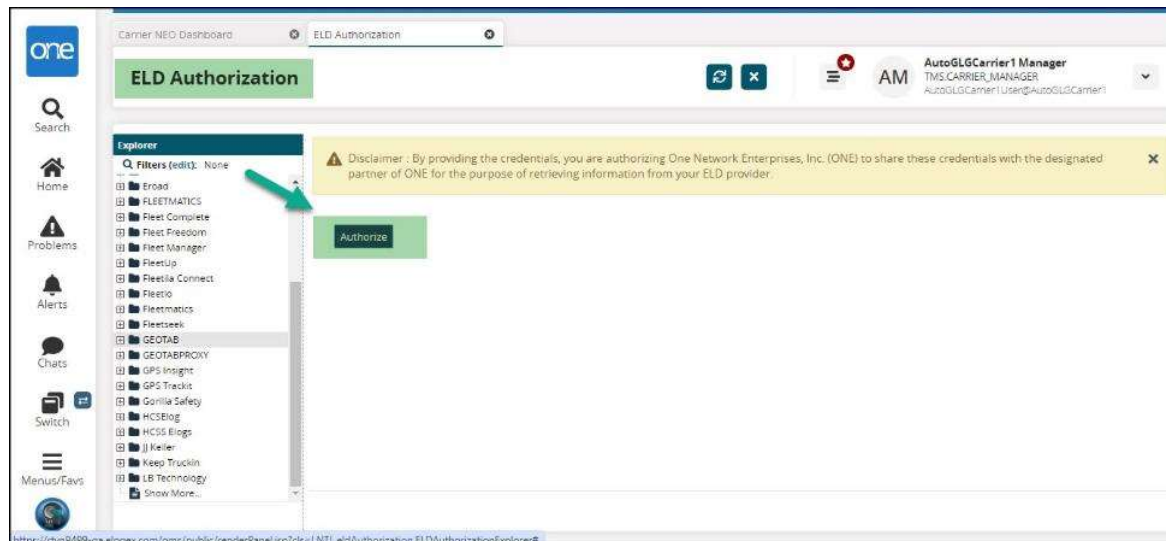 Carrier NEO Dashboard
ELD Authorization
one
ELD Authorization
AM
AutoGLGCarrier1 Manager
TMS.CARRIER_MANAGER
AutoGLGCarrier1User@AutoGLGCarrier1
Search
Home
Problems
Alerts
Chats
Switch
Menus/Favs
Explorer
Filters (edit): None
Eroad
FLEETMATICS
Fleet Complete
Fleet Freedom
Fleet Manager
FleetUp
Fleetila Connect
Fleetio
Fleetmatics
Fleetseek
GEOTAB
GEOTABPROXY
GPS Insight
GPS Trackit
Gorilla Safety
HCSElog
HCSS Elogs
JJ Keller
Keep Truckin
LB Technology
Show More...
Disclaimer : By providing the credentials, you are authorizing One Network Enterprises, Inc. (ONE) to share these credentials with the designated
partner of ONE for the purpose of retrieving information from your ELD provider.
Authorize